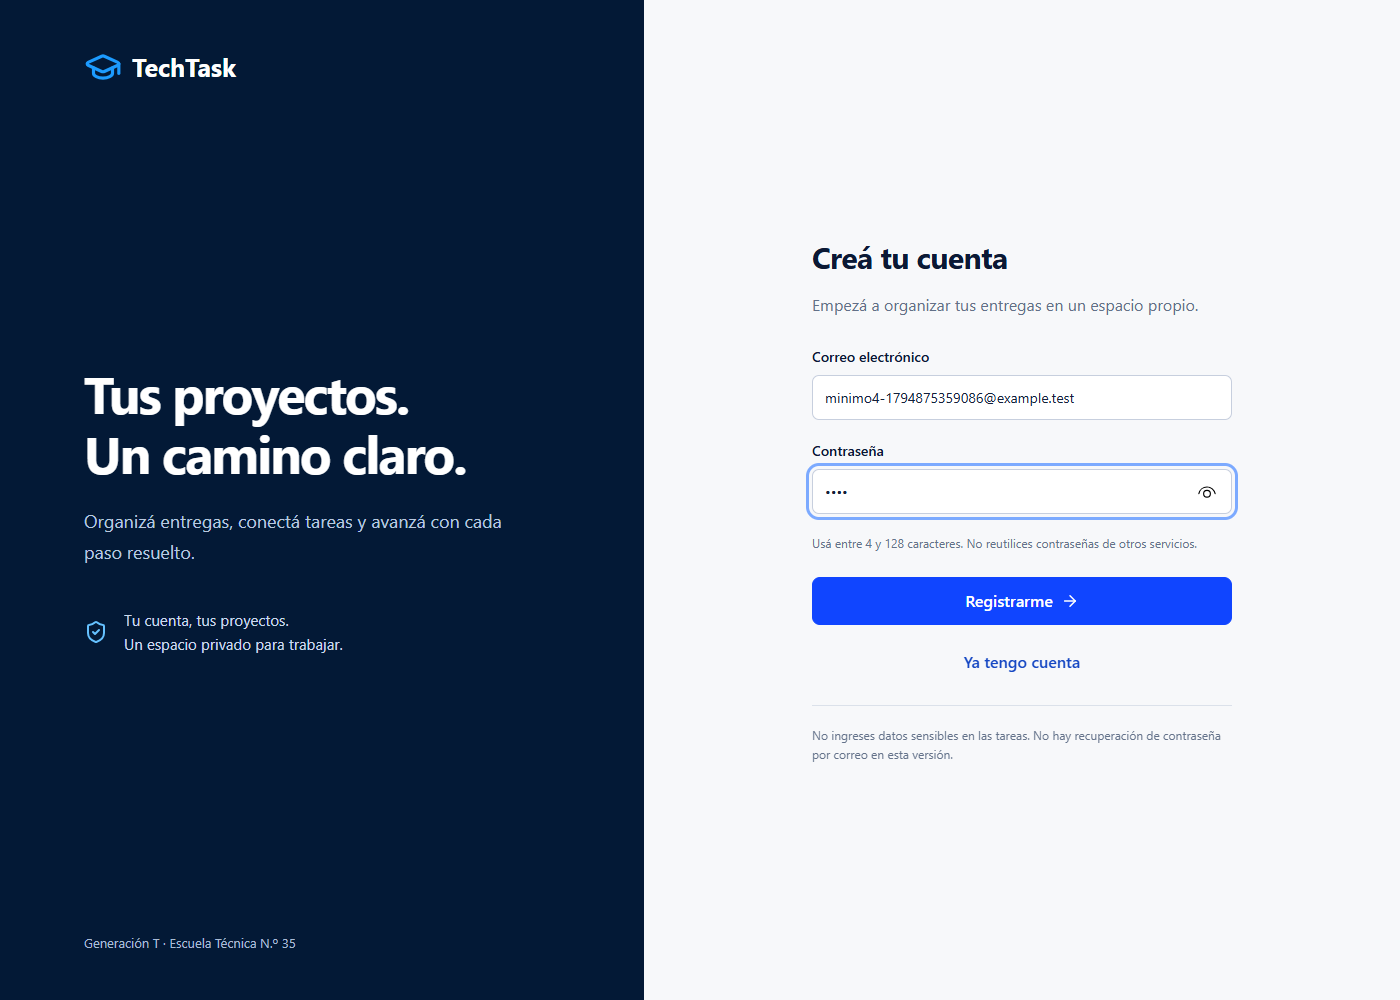 TechTask
Tus proyectos.
Un camino claro.
Organizá entregas, conectá tareas y avanzá con cada
paso resuelto.
Tu cuenta, tus proyectos.
Un espacio privado para trabajar.
Generación T · Escuela Técnica N.º 35
Creá tu cuenta
Empezá a organizar tus entregas en un espacio propio.
Correo electrónico
minimo4-1794875359086@example.test
Contraseña
••••
Usá entre 4 y 128 caracteres. No reutilices contraseñas de otros servicios.
Registrarme →
Ya tengo cuenta
No ingreses datos sensibles en las tareas. No hay recuperación de contraseña
por correo en esta versión.